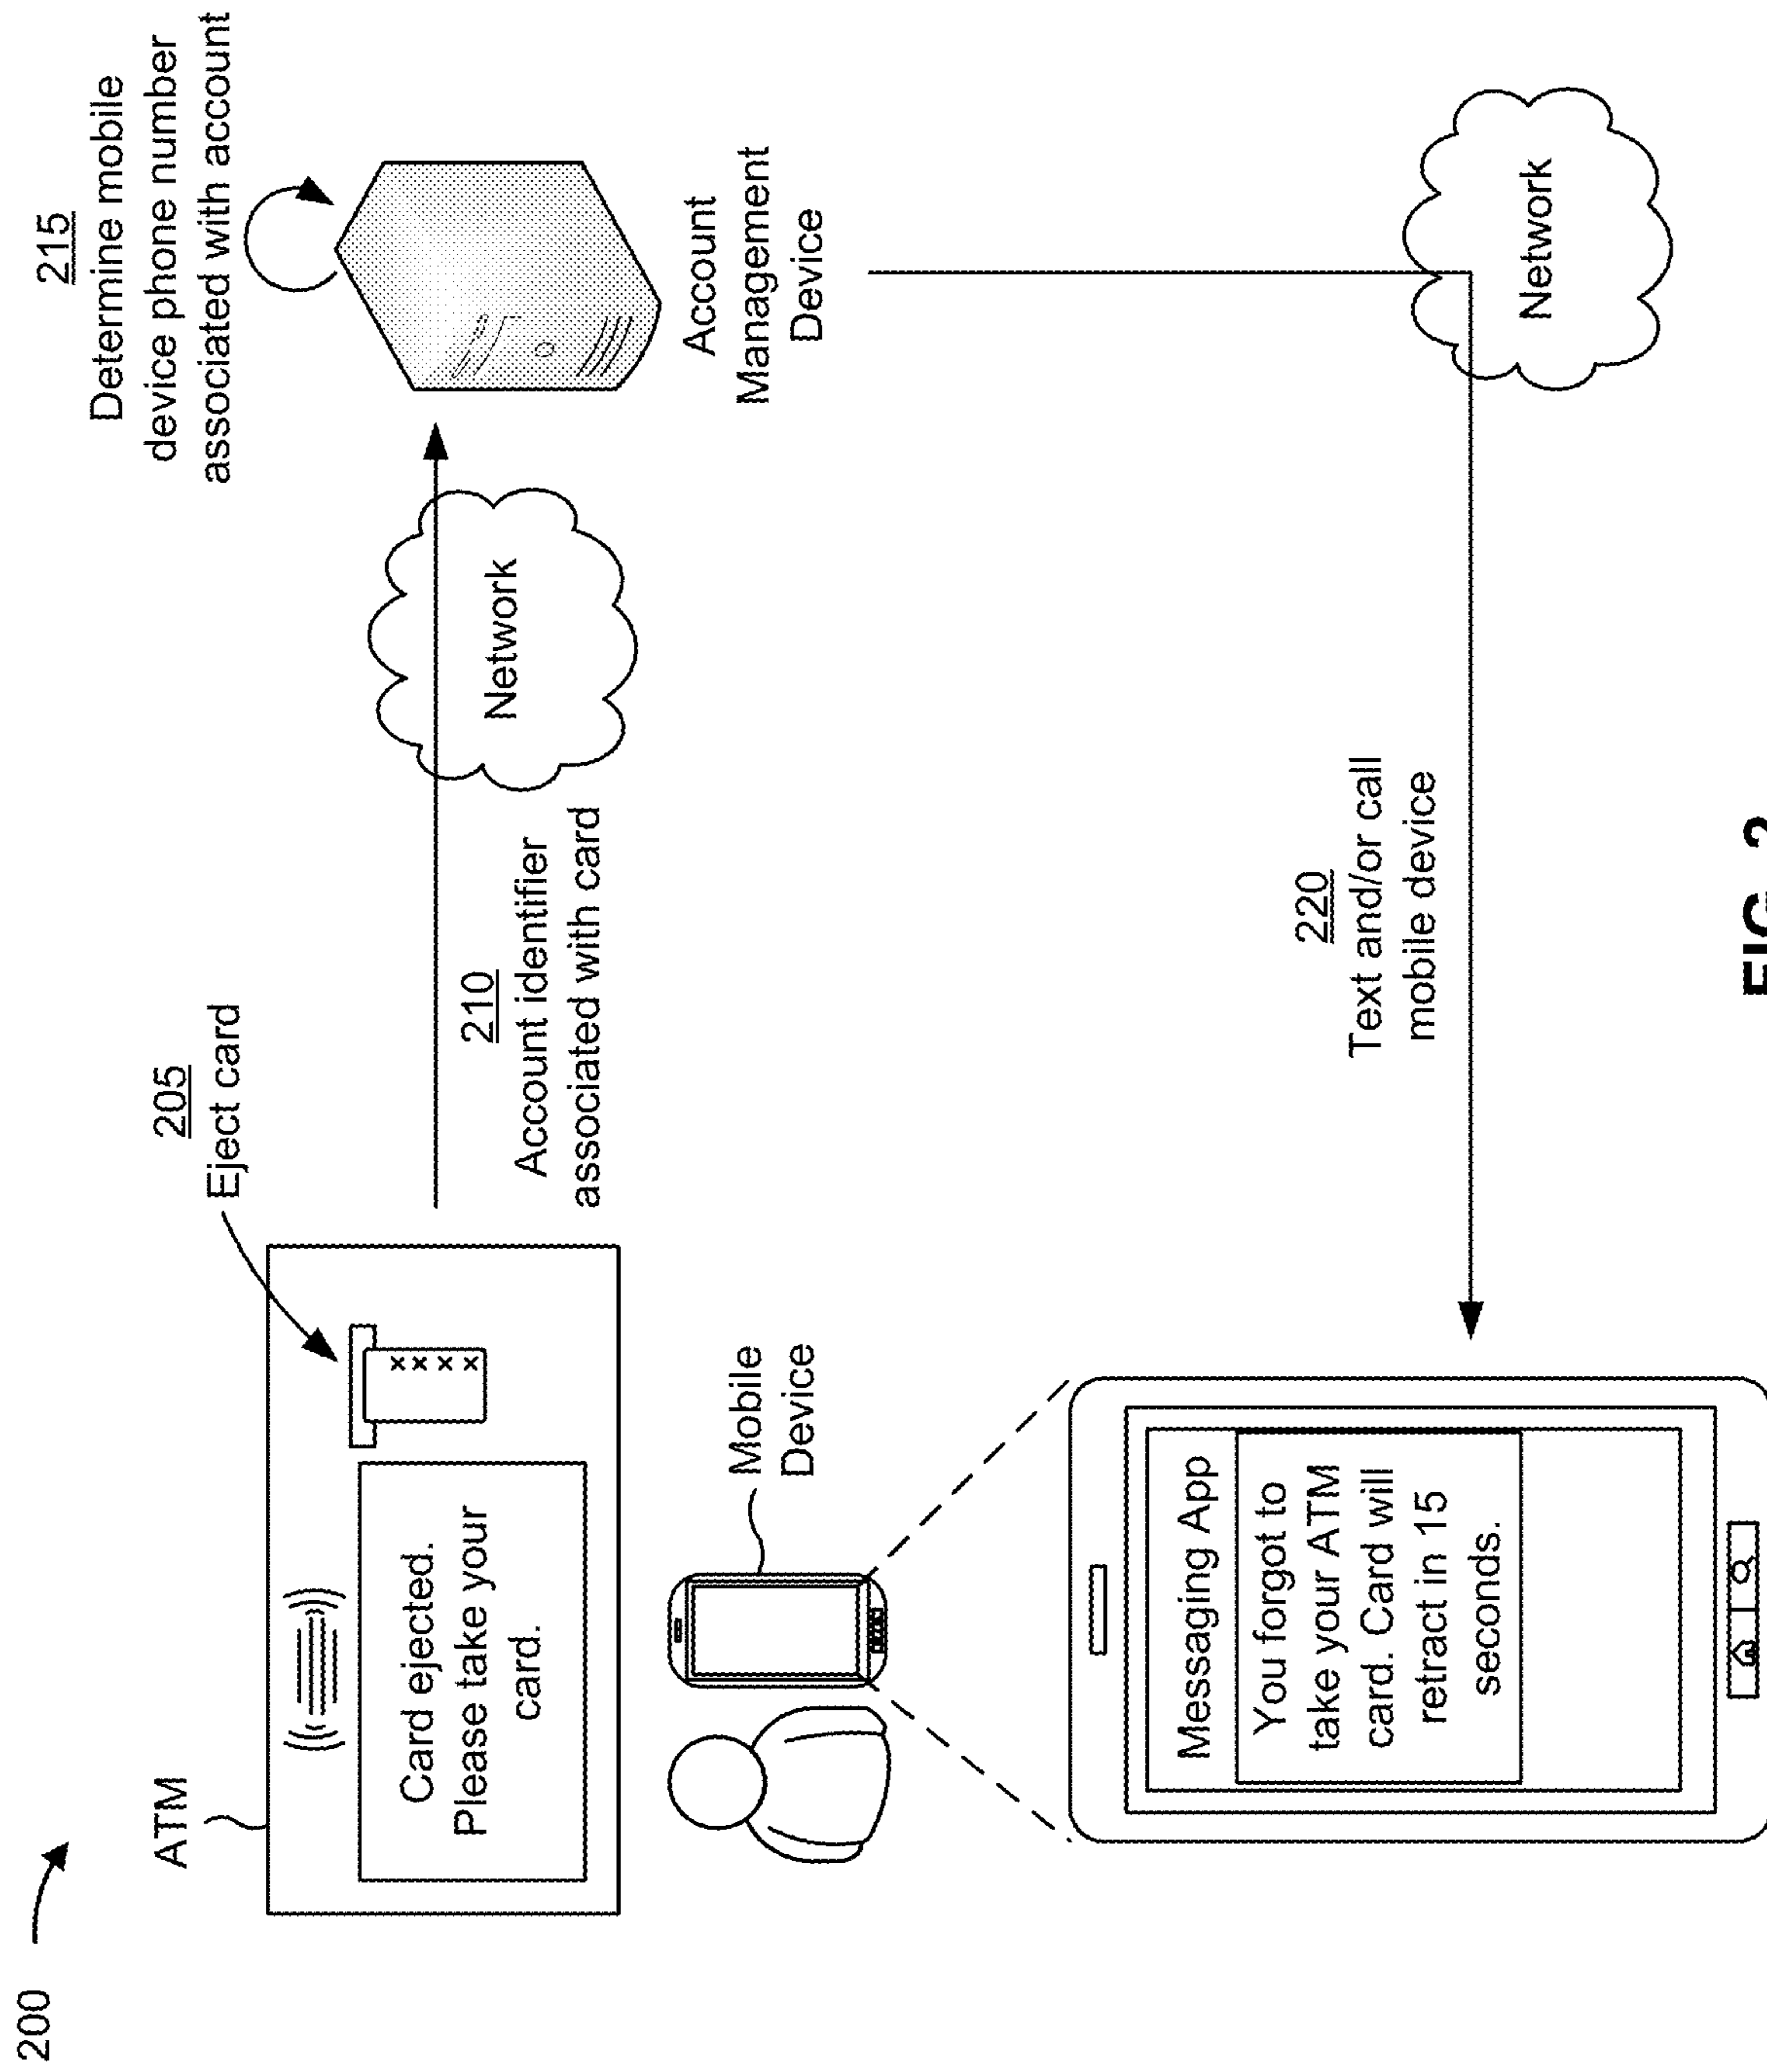 200
ATM
205
Eject card
Card ejected.
Please take your
card.
210
Account identifier
associated with card
Network
215
Determine mobile
device phone number
associated with account
Account
Management
Device
Mobile
Device
Messaging App
You forgot to
take your ATM
card. Card will
retract in 15
seconds.
220
Text and/or call
mobile device
Network
FIG. 2